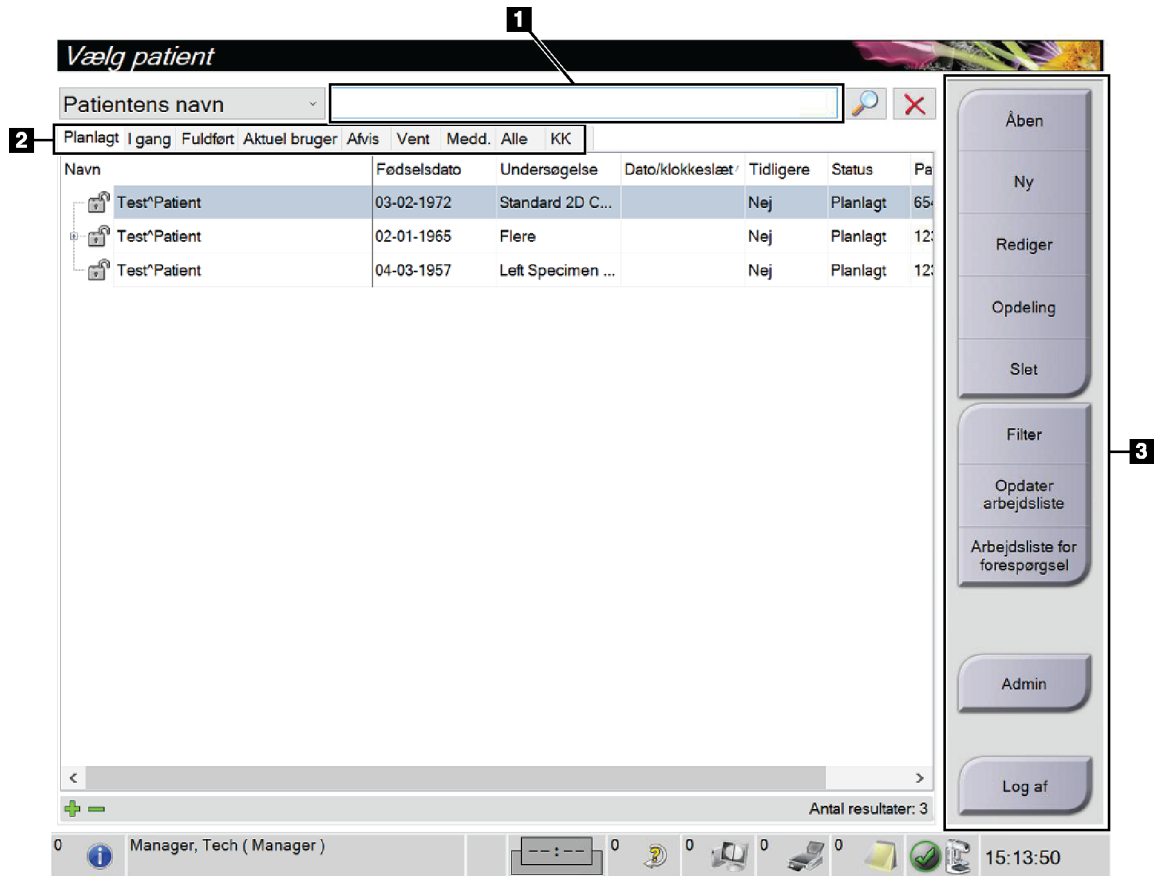 1
Vælg patient
Patientens navn
2
Planlagt I gang Fuldført Aktuel bruger Afvis Vent Medd. Alle KK
Navn Fødselsdato Undersøgelse Dato/klokkeslæt Tidligere Status Pa
Test^Patient 03-02-1972 Standard 2D C... Nej Planlagt 654
Test^Patient 02-01-1965 Flere Nej Planlagt 123
Test^Patient 04-03-1957 Left Specimen ... Nej Planlagt 123
Antal resultater: 3
Åben
Ny
Rediger
Opdeling
Slet
Filter
Opdater
arbejdsliste
Arbejdsliste for
forespørgsel
Admin
Log af
3
0 Manager, Tech ( Manager ) --:-- 0 0 0 0 15:13:50